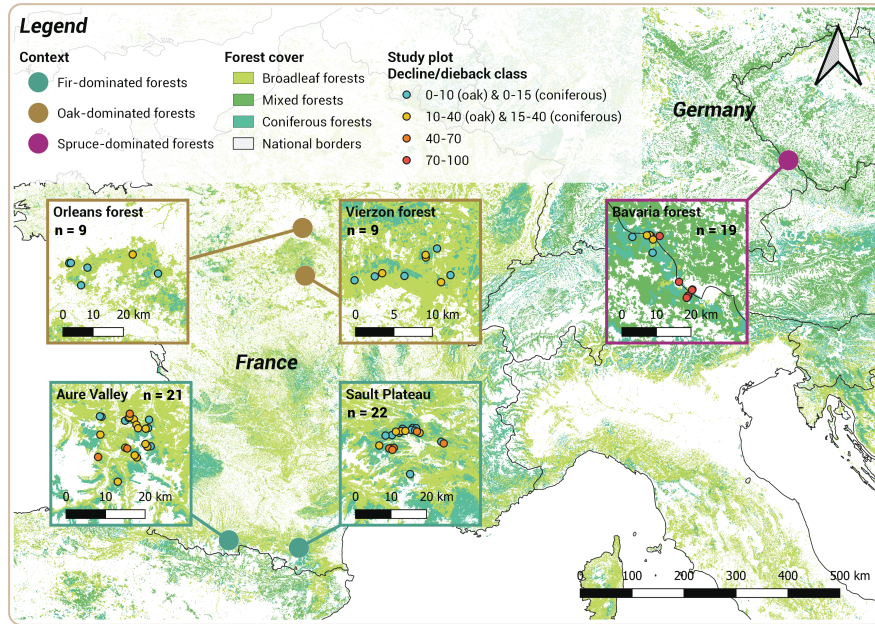 Legend
Context
Fir-dominated forests
Oak-dominated forests
Spruce-dominated forests
Forest cover
Broadleaf forests
Mixed forests
Coniferous forests
National borders
Study plot
Decline/dieback class
0-10 (oak) & 0-15 (coniferous)
10-40 (oak) & 15-40 (coniferous)
40-70
70-100
Germany
Orleans forest
n = 9
0 10 20 km
Vierzon forest
n = 9
0 5 10 km
Bavaria forest
n = 19
0 10 20 km
France
Aure Valley n = 21
0 10 20 km
Sault Plateau
n = 22
0 10 20 km
0 100 200 300 400 500 km